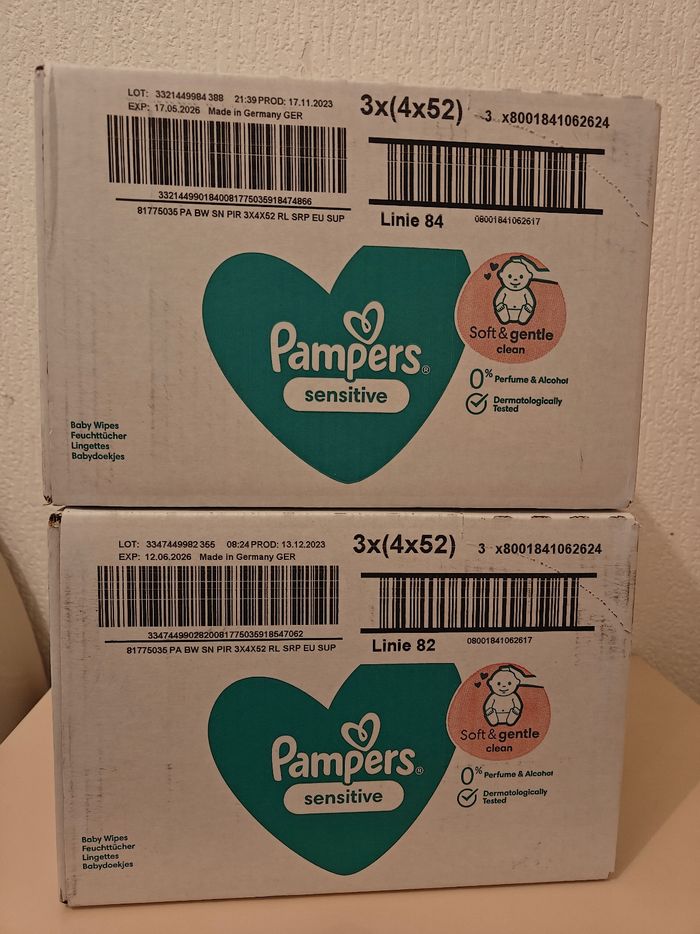 LOT: 3321449984 388 21:39 PROD: 17.11.2023
EXP: 17.05.2026 Made in Germany GER
3x(4x52) 3 x8001841062624
3321449901840081775035918474866
81775035 PA BW SN PIR 3X4X52 RL SRP EU SUP
Linie 84 08001841062617
Pampers®
sensitive
Soft & gentle
clean
0% Perfume & Alcohol
Dermatologically
Tested
Baby Wipes
Feuchttücher
Lingettes
Babydoekjes
LOT: 3347449982 355 08:24 PROD: 13.12.2023
EXP: 12.06.2026 Made in Germany GER
3x(4x52) 3 x8001841062624
3347449902820081775035918547062
81775035 PA BW SN PIR 3X4X52 RL SRP EU SUP
Linie 82 08001841062617
Pampers®
sensitive
Soft & gentle
clean
0% Perfume & Alcohol
Dermatologically
Tested
Baby Wipes
Feuchttücher
Lingettes
Babydoekjes